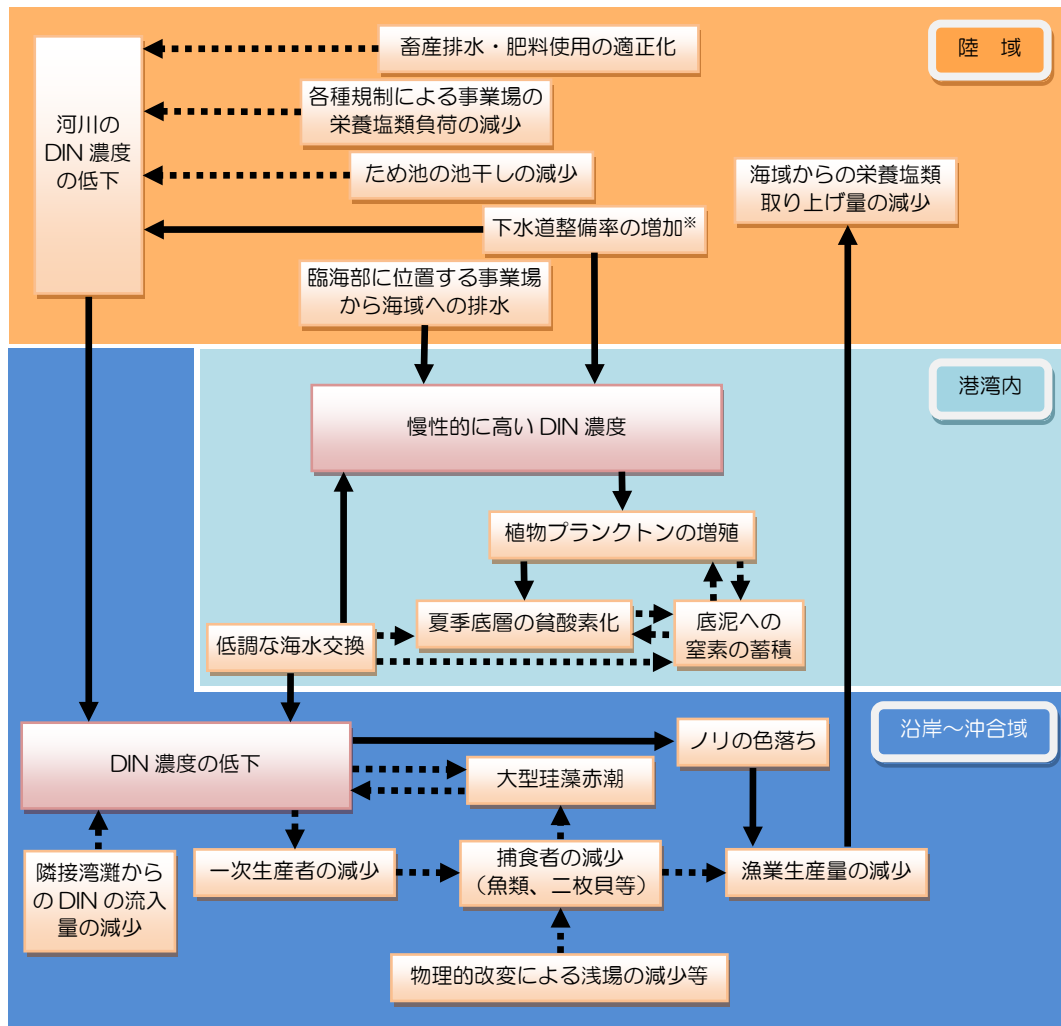 畜産排水・肥料使用の適正化
陸 域
各種規制による事業場の
栄養塩類負荷の減少
河川の
DIN 濃度
の低下
ため池の池干しの減少
海域からの栄養塩類
取り上げ量の減少
下水道整備率の増加※
臨海部に位置する事業場
から海域への排水
港湾内
慢性的に高い DIN 濃度
植物プランクトンの増殖
夏季底層の貧酸素化
底泥への
窒素の蓄積
低調な海水交換
沿岸～沖合域
DIN 濃度の低下
ノリの色落ち
大型珪藻赤潮
隣接湾灘から
の DIN の流入
量の減少
一次生産者の減少
捕食者の減少
（魚類、二枚貝等）
漁業生産量の減少
物理的改変による浅場の減少等